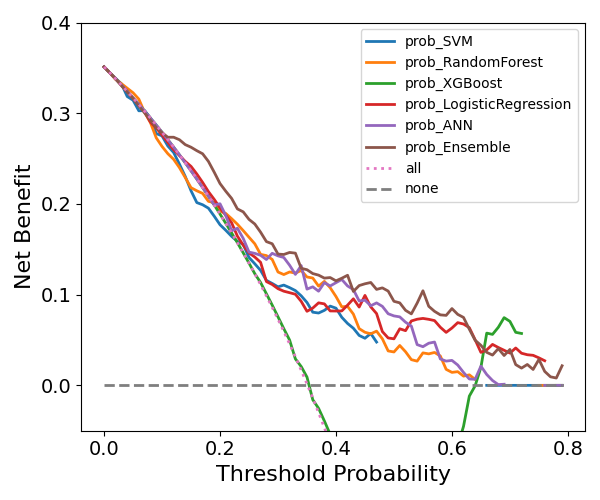 0.4
0.3
0.2
0.1
0.0
Net Benefit
prob_SVM
prob_RandomForest
prob_XGBoost
prob_LogisticRegression
prob_ANN
prob_Ensemble
all
none
0.0 0.2 0.4 0.6 0.8
Threshold Probability